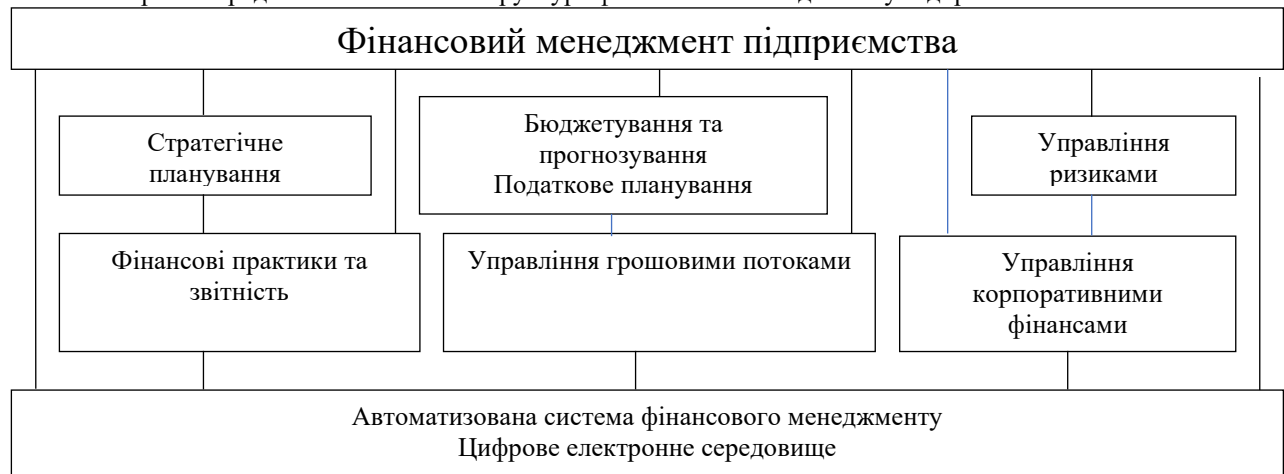 Фінансовий менеджмент підприємства
Стратегічне
планування
Бюджетування та
прогнозування
Податкове планування
Управління
ризиками
Фінансові практики та
звітність
Управління грошовими потоками
Управління
корпоративними
фінансами
Автоматизована система фінансового менеджменту
Цифрове електронне середовище